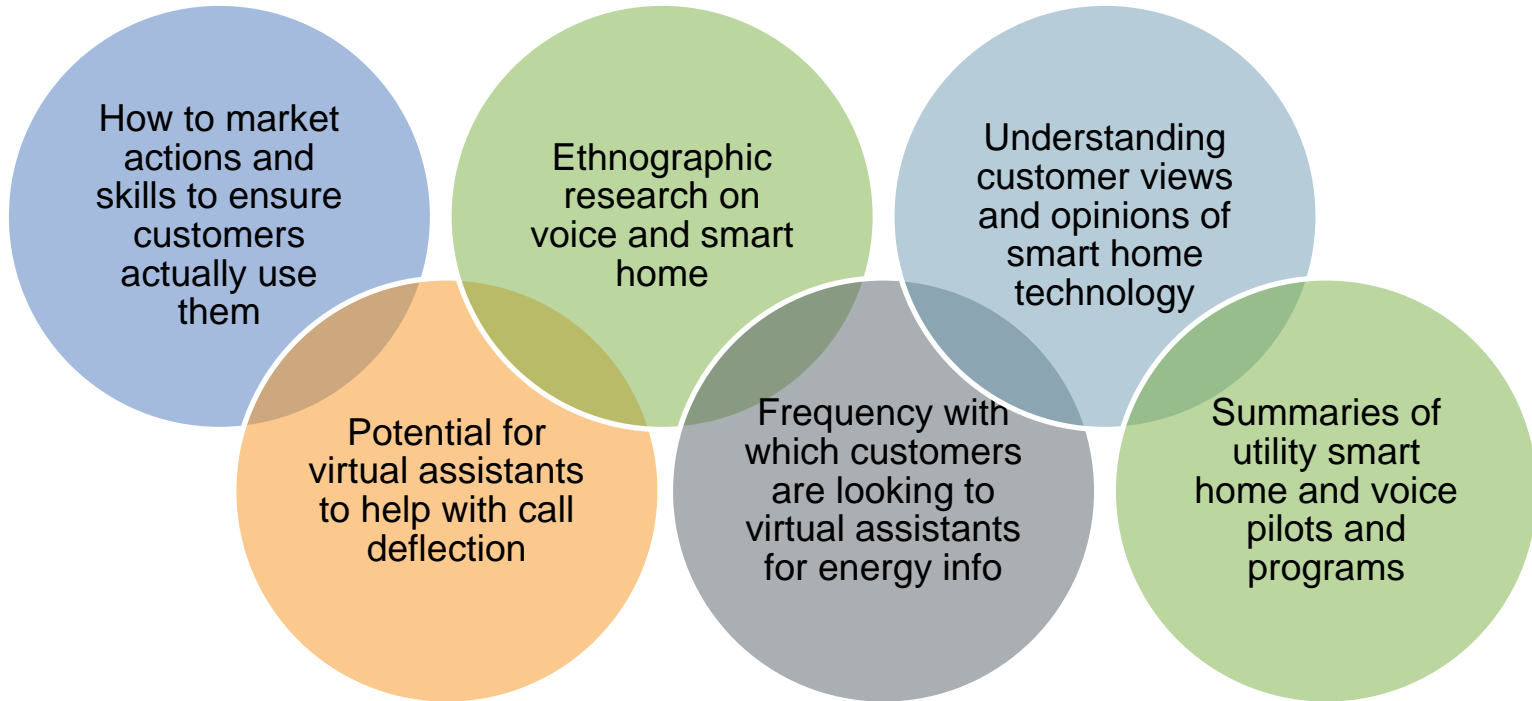 How to market
actions and
skills to ensure
customers
actually use
them
Potential for
virtual assistants
to help with call
deflection
Ethnographic
research on
voice and smart
home
Frequency with
which customers
are looking to
virtual assistants
for energy info
Understanding
customer views
and opinions of
smart home
technology
Summaries of
utility smart
home and voice
pilots and
programs